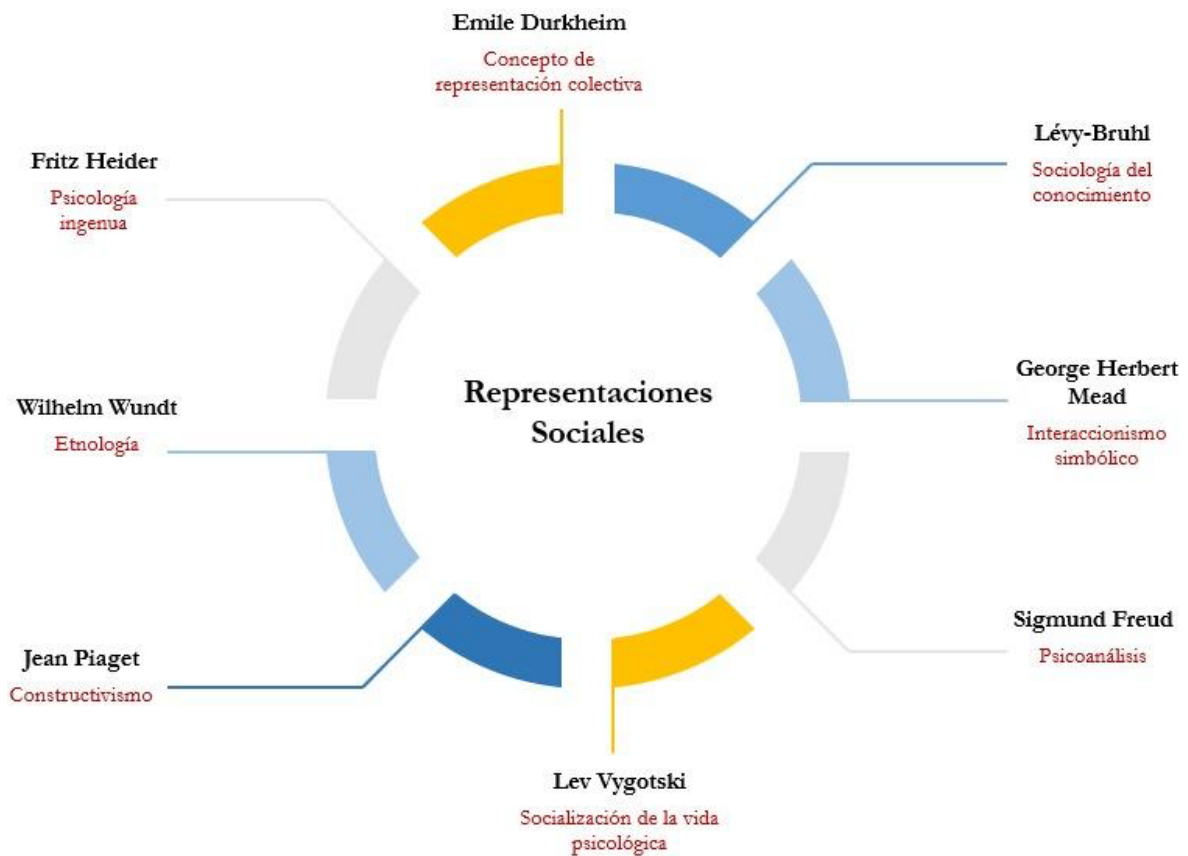 Emile Durkheim
Concepto de
representación colectiva
Lévy-Bruhl
Sociología del
conocimiento
George Herbert
Mead
Interaccionismo
simbólico
Sigmund Freud
Psicoanálisis
Lev Vygotski
Socialización de la vida
psicológica
Jean Piaget
Constructivismo
Wilhelm Wundt
Etnología
Fritz Heider
Psicología
ingenua
Representaciones
Sociales